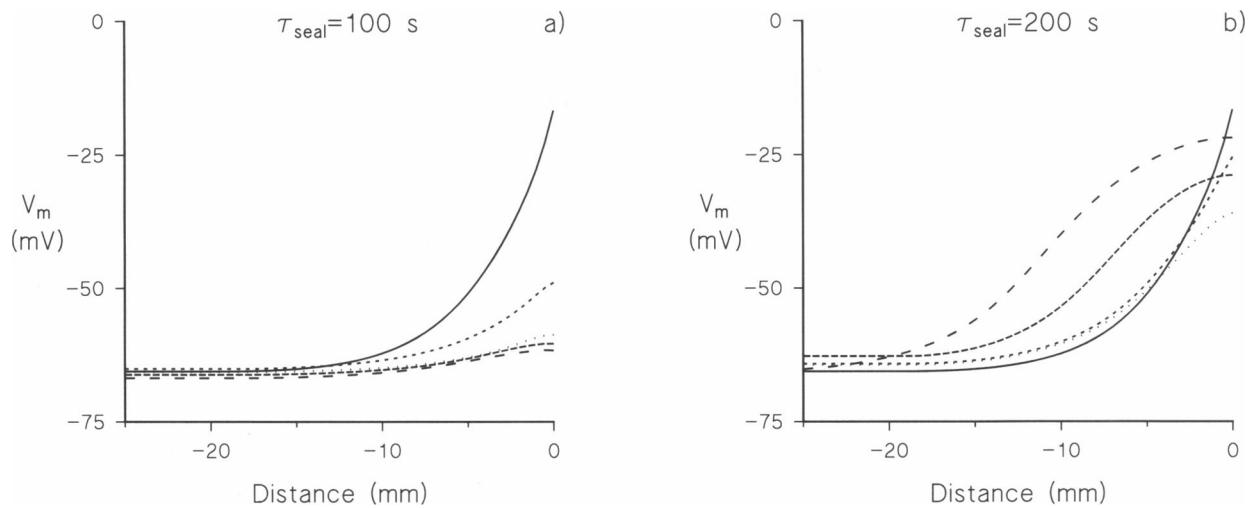 τseal=100 s a)
0
-25
-50
-75
Vm
(mV)
-20 -10 0
Distance (mm)
τseal=200 s b)
0
-25
-50
-75
Vm
(mV)
-20 -10 0
Distance (mm)